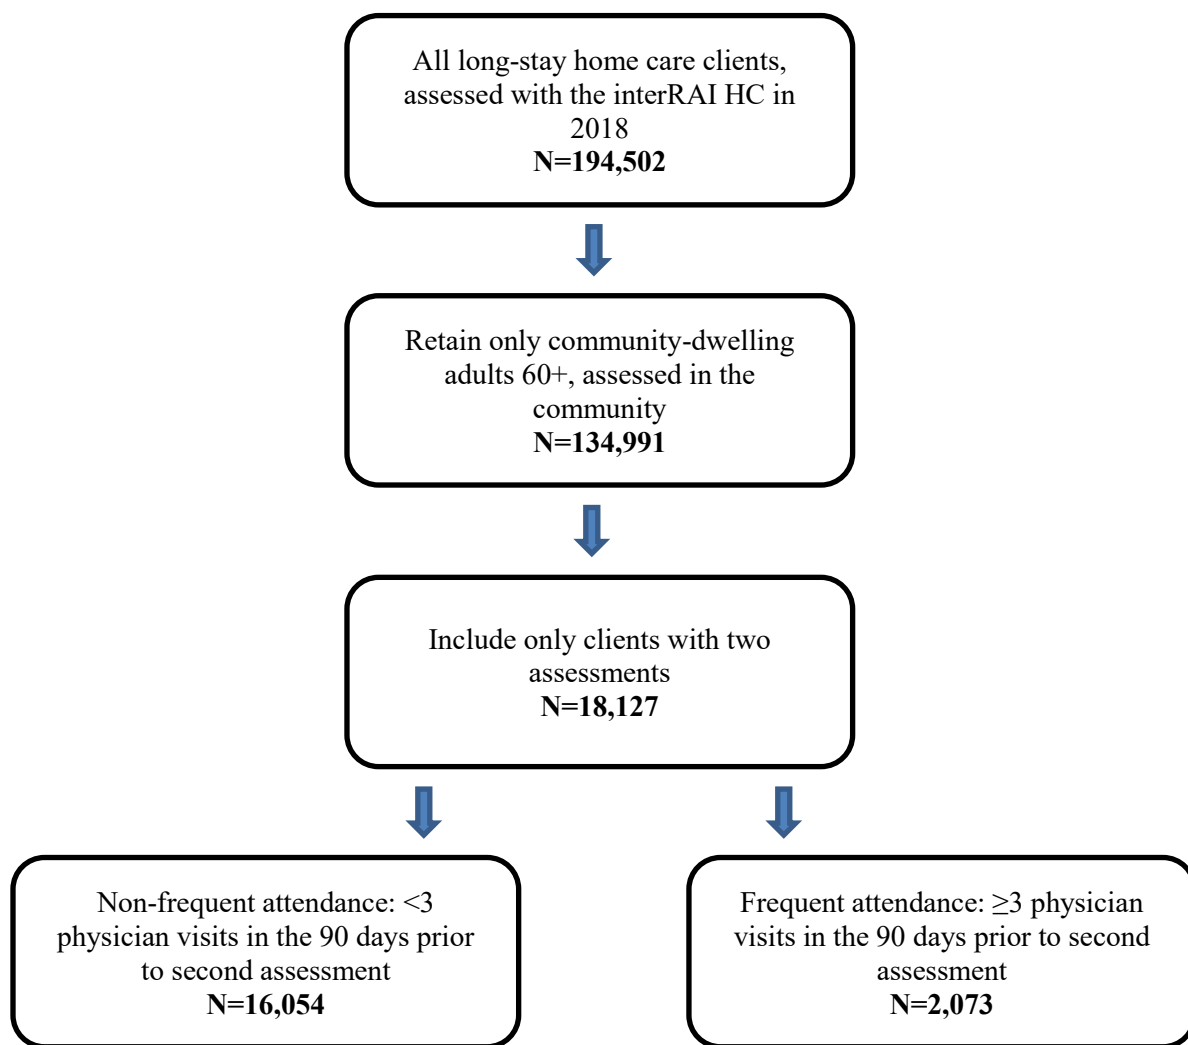 All long-stay home care clients,
assessed with the interRAI HC in
2018
N=194,502
Retain only community-dwelling
adults 60+, assessed in the
community
N=134,991
Include only clients with two
assessments
N=18,127
Non-frequent attendance: <3
physician visits in the 90 days prior
to second assessment
N=16,054
Frequent attendance: ≥3 physician
visits in the 90 days prior to second
assessment
N=2,073